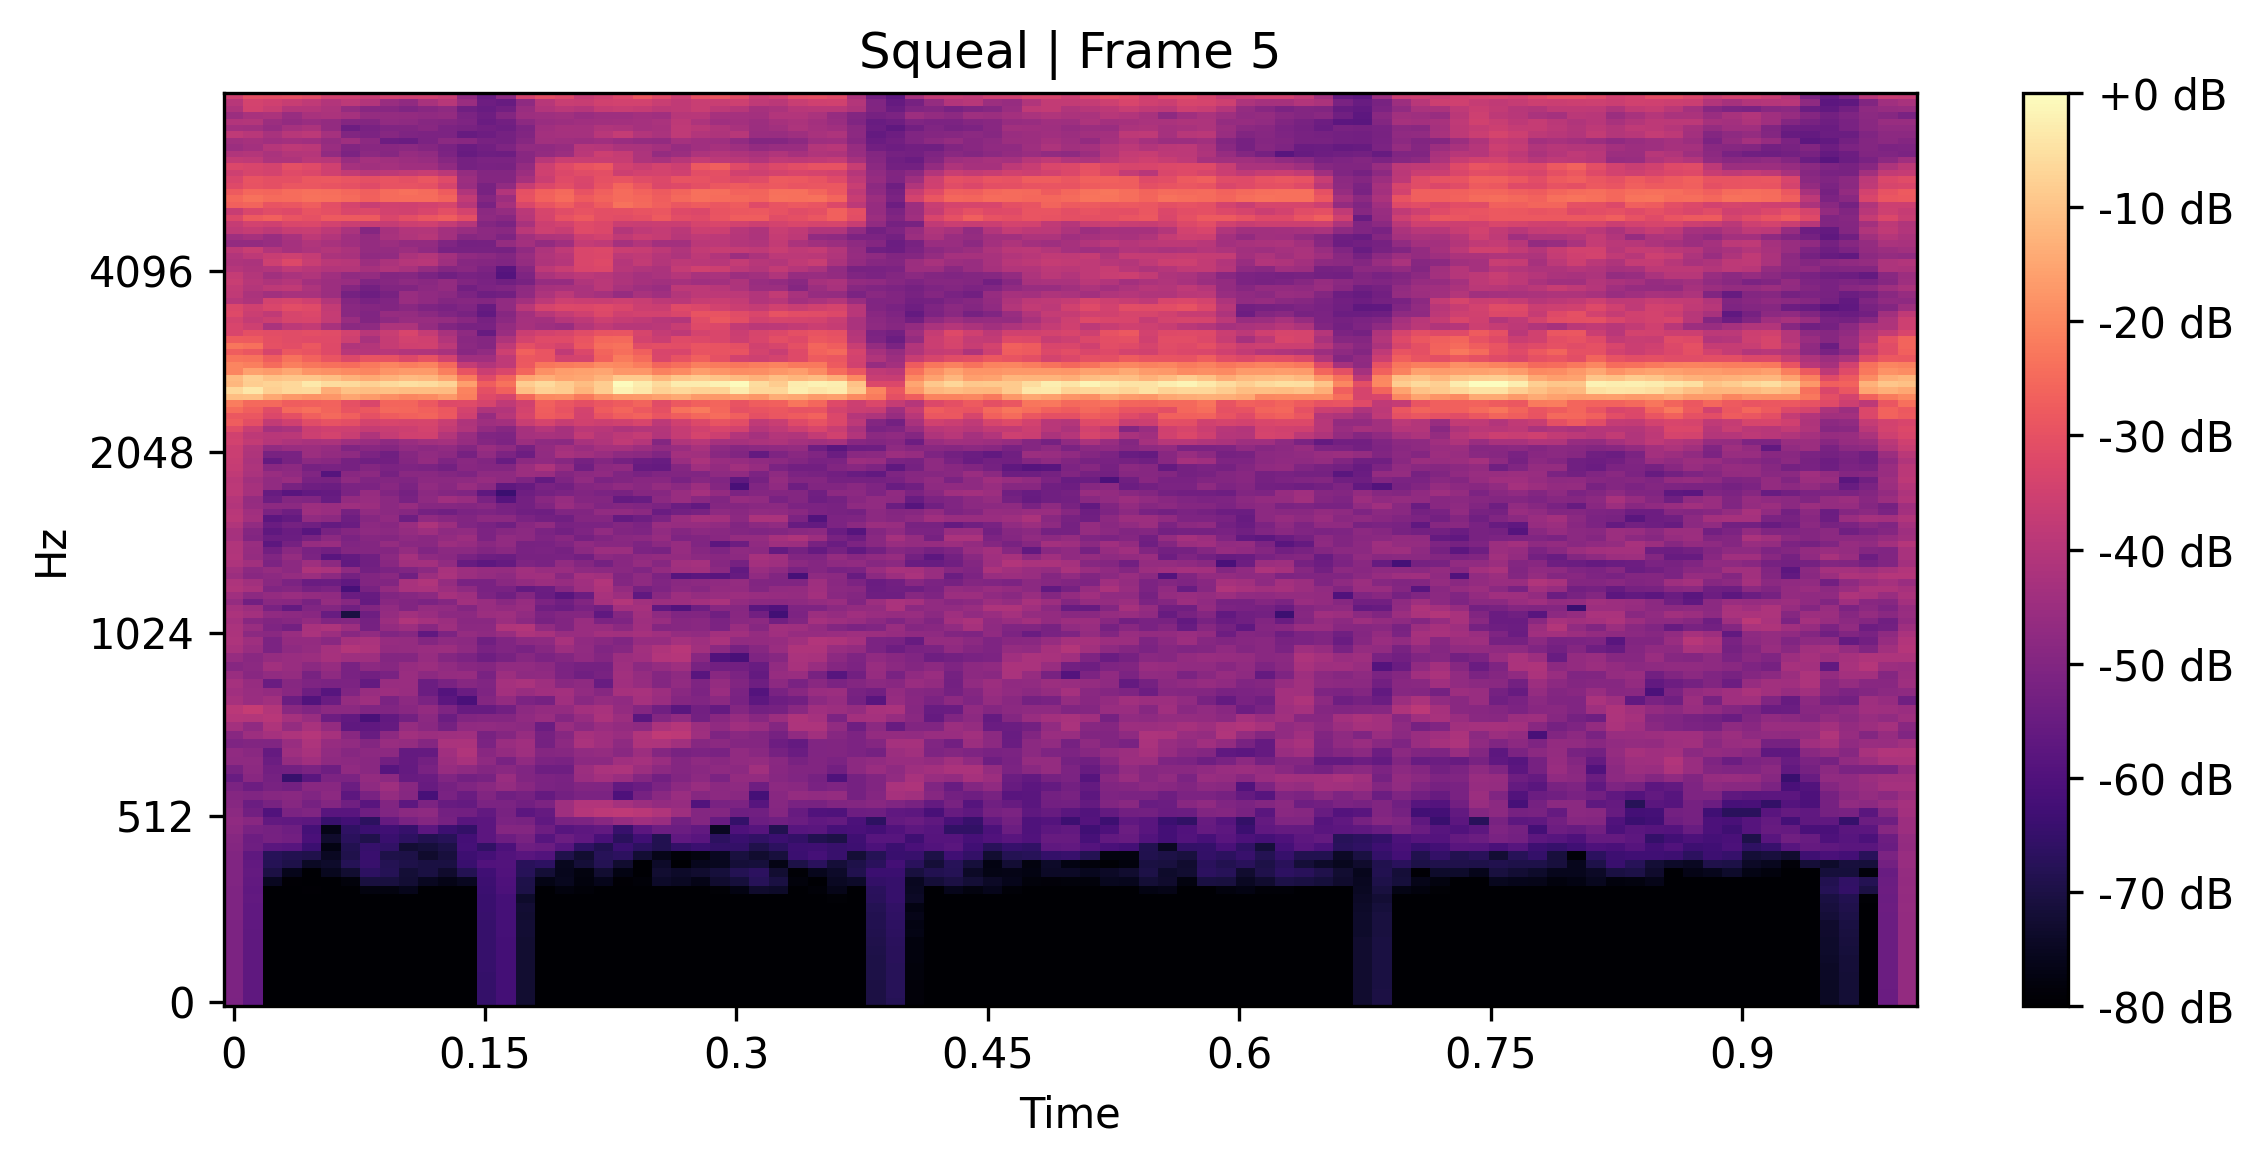 Squeal | Frame 5
Hz
4096
2048
1024
512
0
0 0.15 0.3 0.45 0.6 0.75 0.9
Time
+0 dB
-10 dB
-20 dB
-30 dB
-40 dB
-50 dB
-60 dB
-70 dB
-80 dB